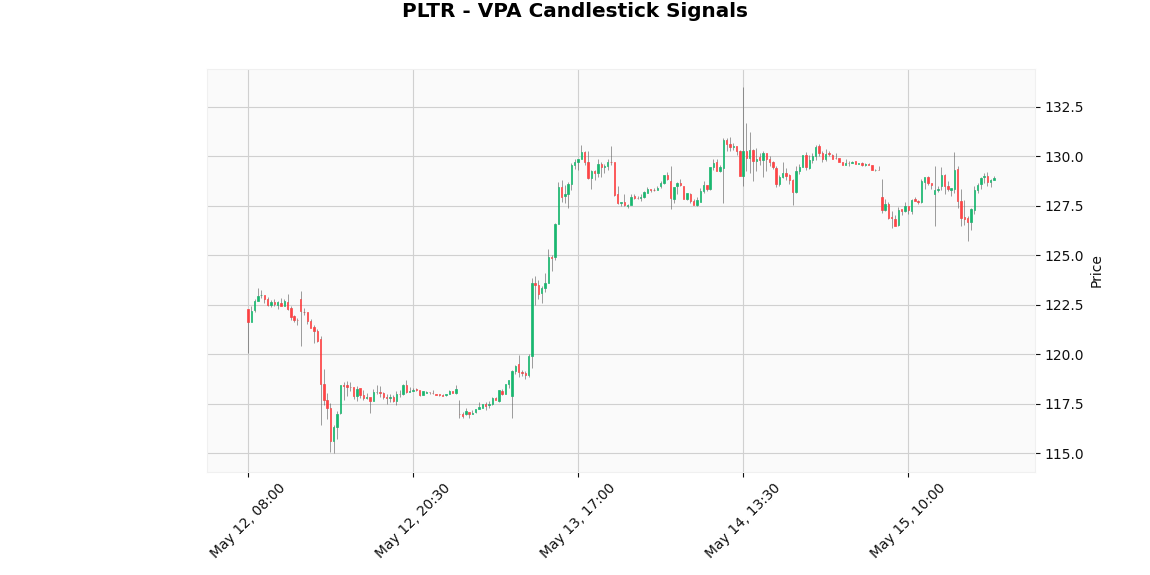 PLTR - VPA Candlestick Signals
132.5
130.0
127.5
125.0
122.5
120.0
117.5
115.0
Price
May 12, 08:00
May 12, 20:30
May 13, 17:00
May 14, 13:30
May 15, 10:00